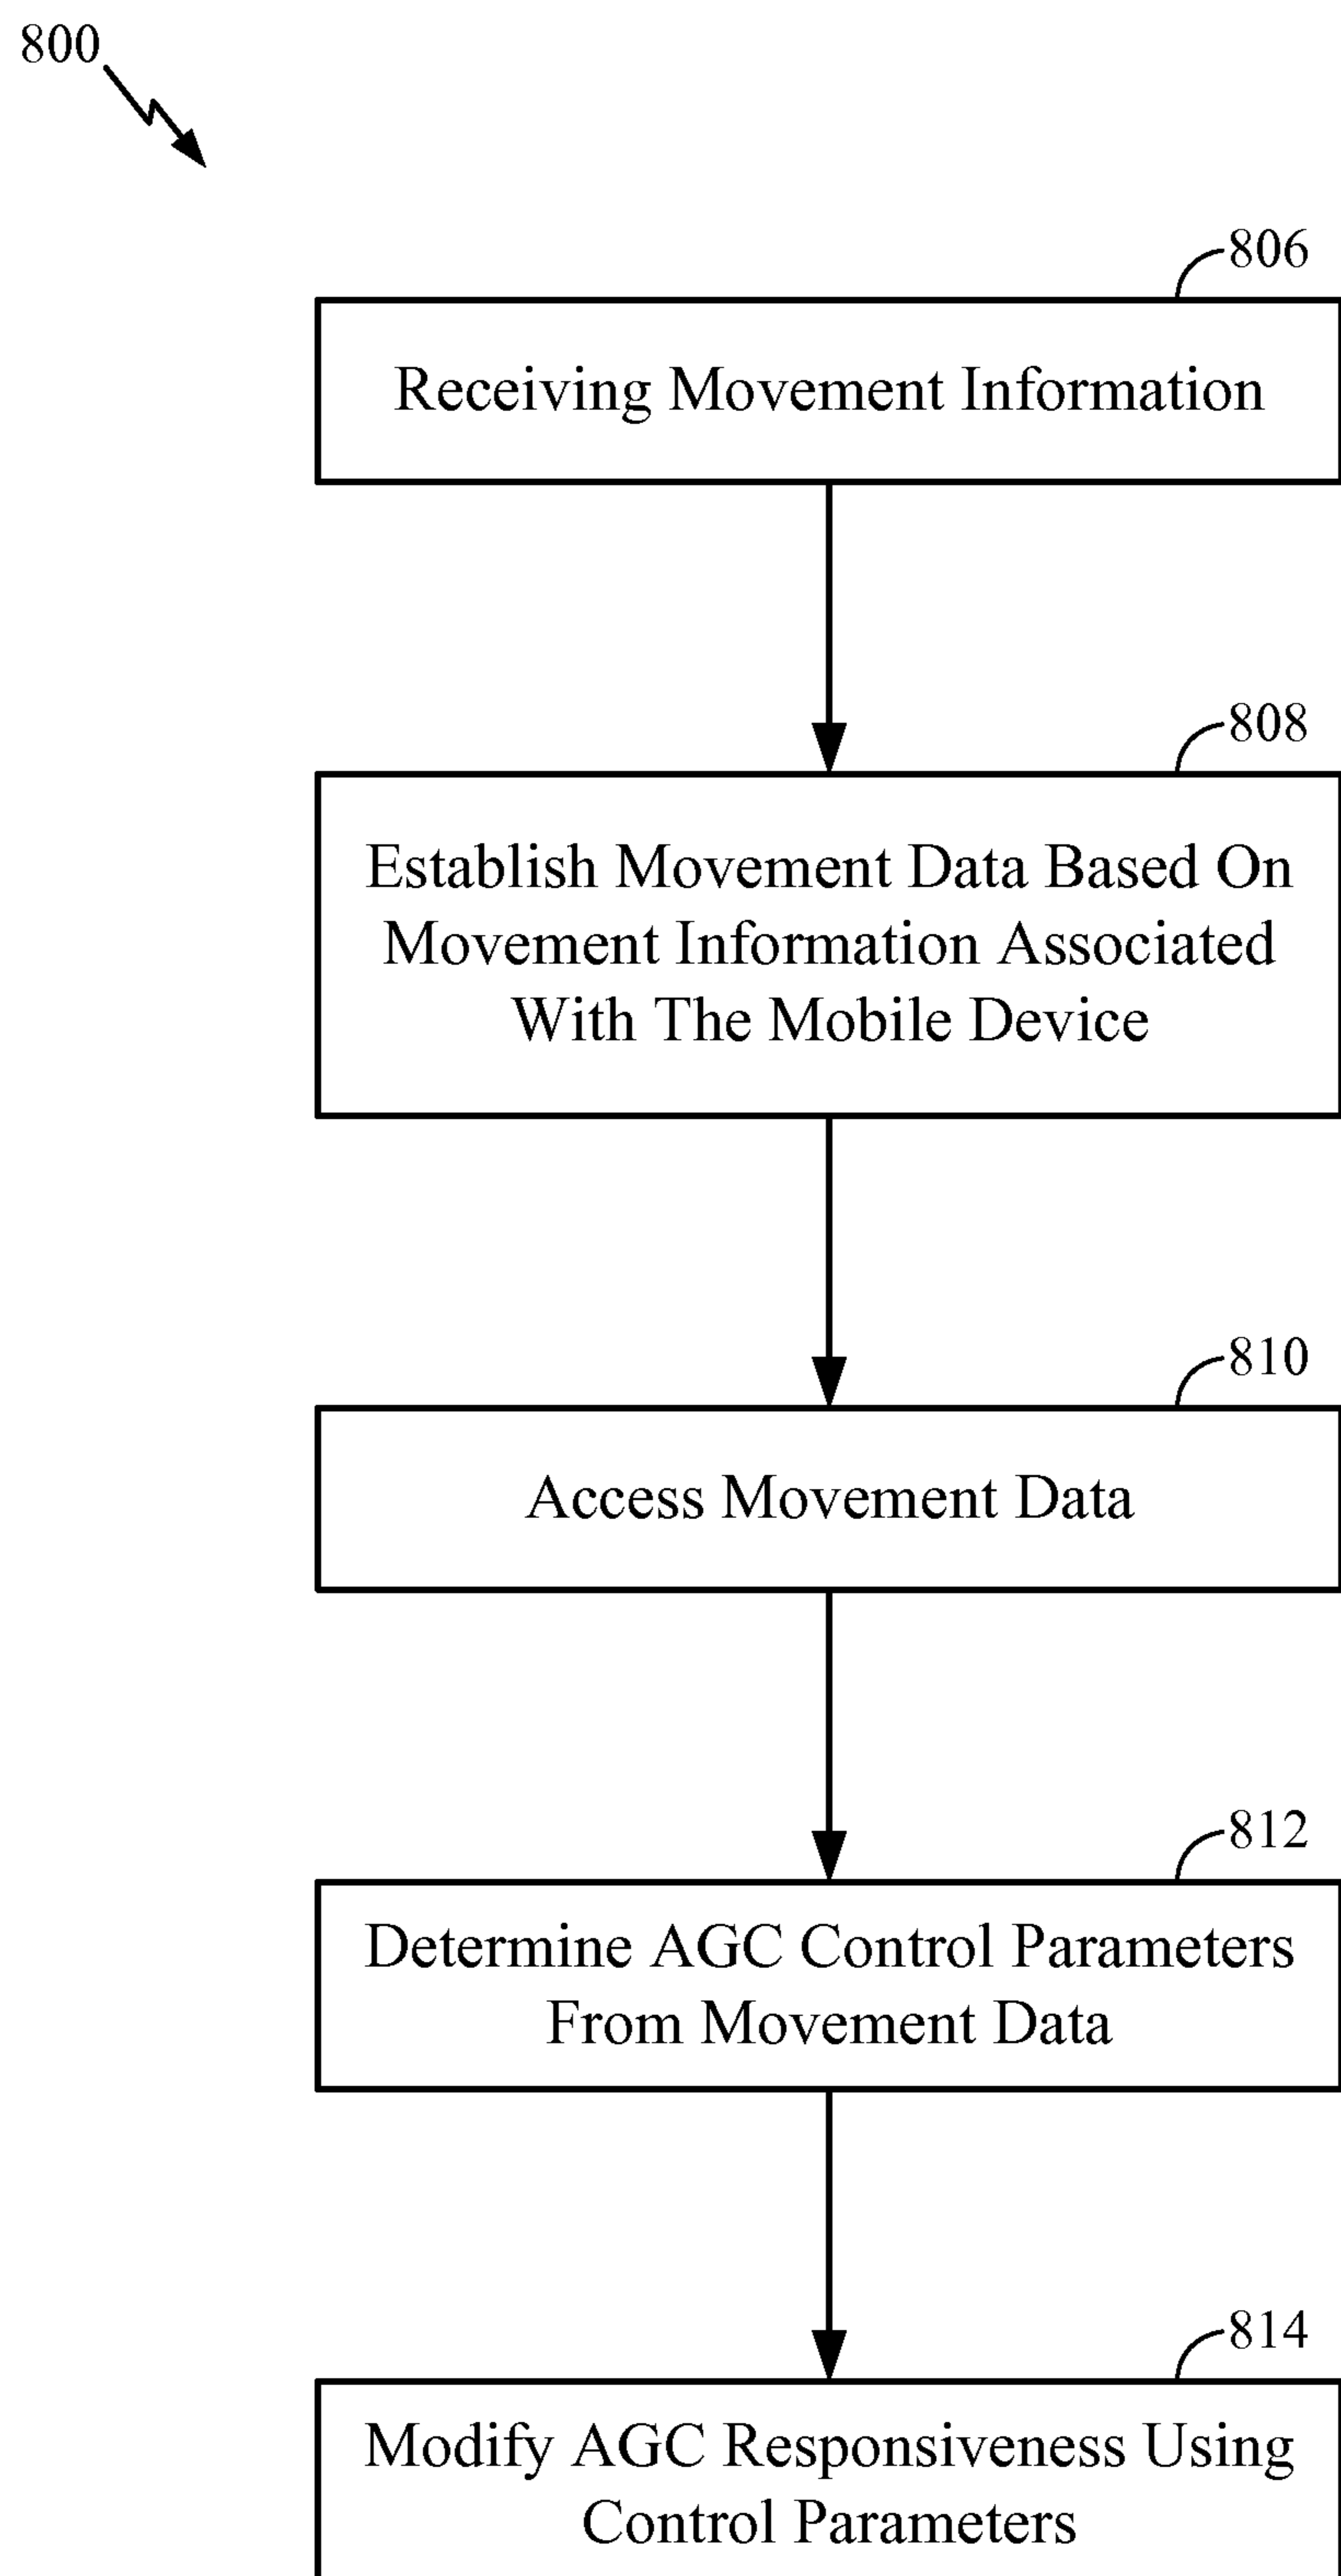 800
806
Receiving Movement Information
808
Establish Movement Data Based On
Movement Information Associated
With The Mobile Device
810
Access Movement Data
812
Determine AGC Control Parameters
From Movement Data
814
Modify AGC Responsiveness Using
Control Parameters